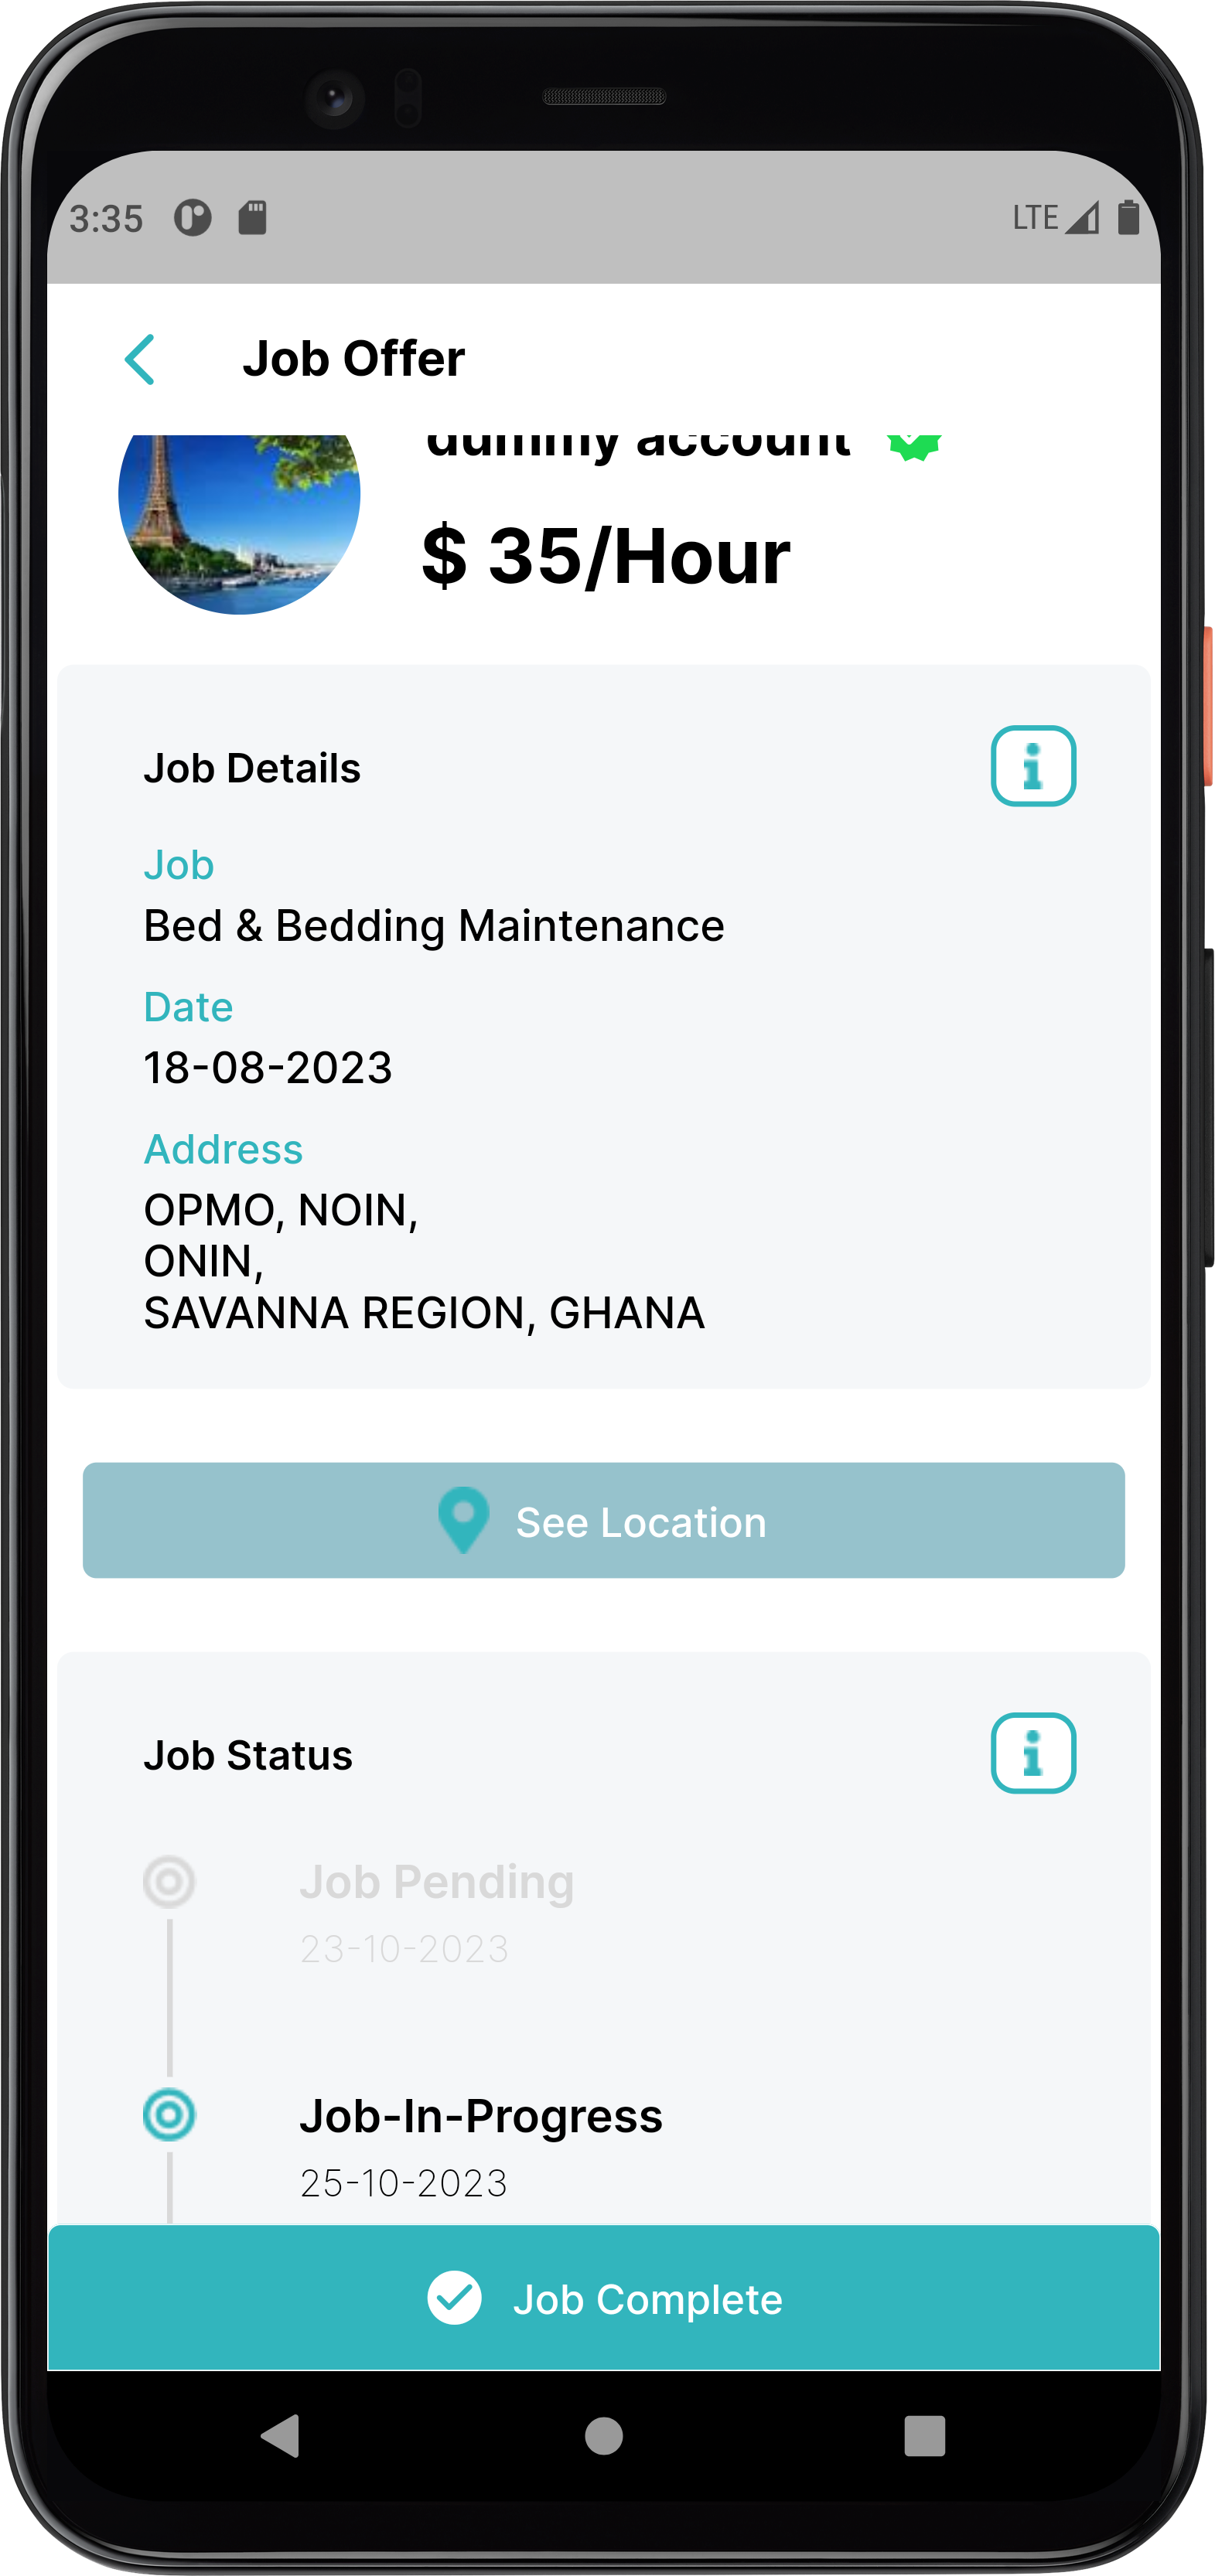 3:35 LTE
Job Offer
dummy account
$ 35/Hour
Job Details
Job
Bed & Bedding Maintenance
Date
18-08-2023
Address
OPMO, NOIN,
ONIN,
SAVANNA REGION, GHANA
See Location
Job Status
Job Pending
23-10-2023
Job-In-Progress
25-10-2023
Job Complete